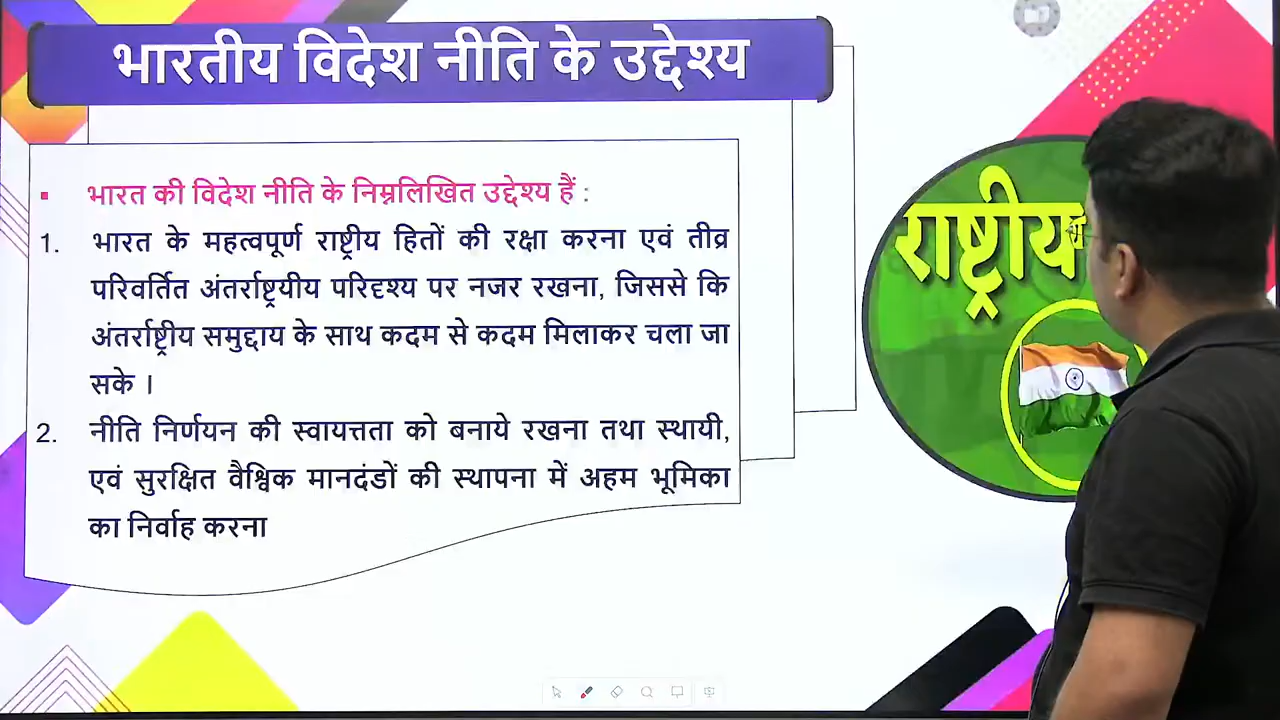 भारतीय विदेश नीति के उद्देश्य
▪ भारत की विदेश नीति के निम्नलिखित उद्देश्य हैं :
1. भारत के महत्वपूर्ण राष्ट्रीय हितों की रक्षा करना एवं तीव्र
परिवर्तित अंतर्राष्ट्रयीय परिदृश्य पर नजर रखना, जिससे कि
अंतर्राष्ट्रीय समुद्दाय के साथ कदम से कदम मिलाकर चला जा
सके ।
2. नीति निर्णयन की स्वायत्तता को बनाये रखना तथा स्थायी,
एवं सुरक्षित वैश्विक मानदंडों की स्थापना में अहम भूमिका
का निर्वाह करना
राष्ट्रीय